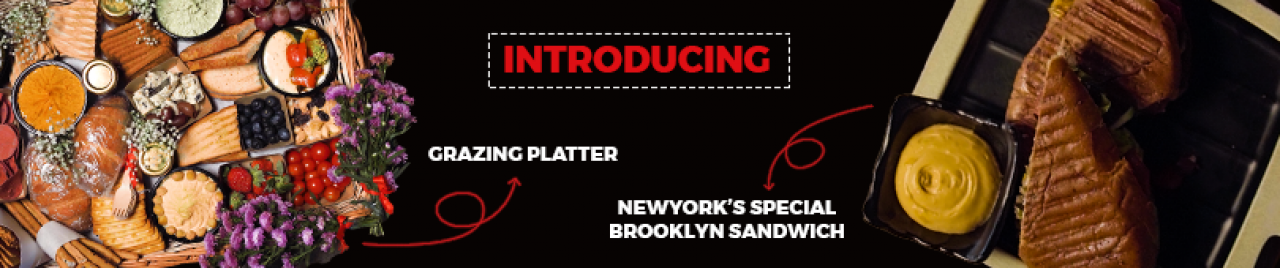 INTRODUCING
GRAZING PLATTER
NEWYORK'S SPECIAL
BROOKLYN SANDWICH